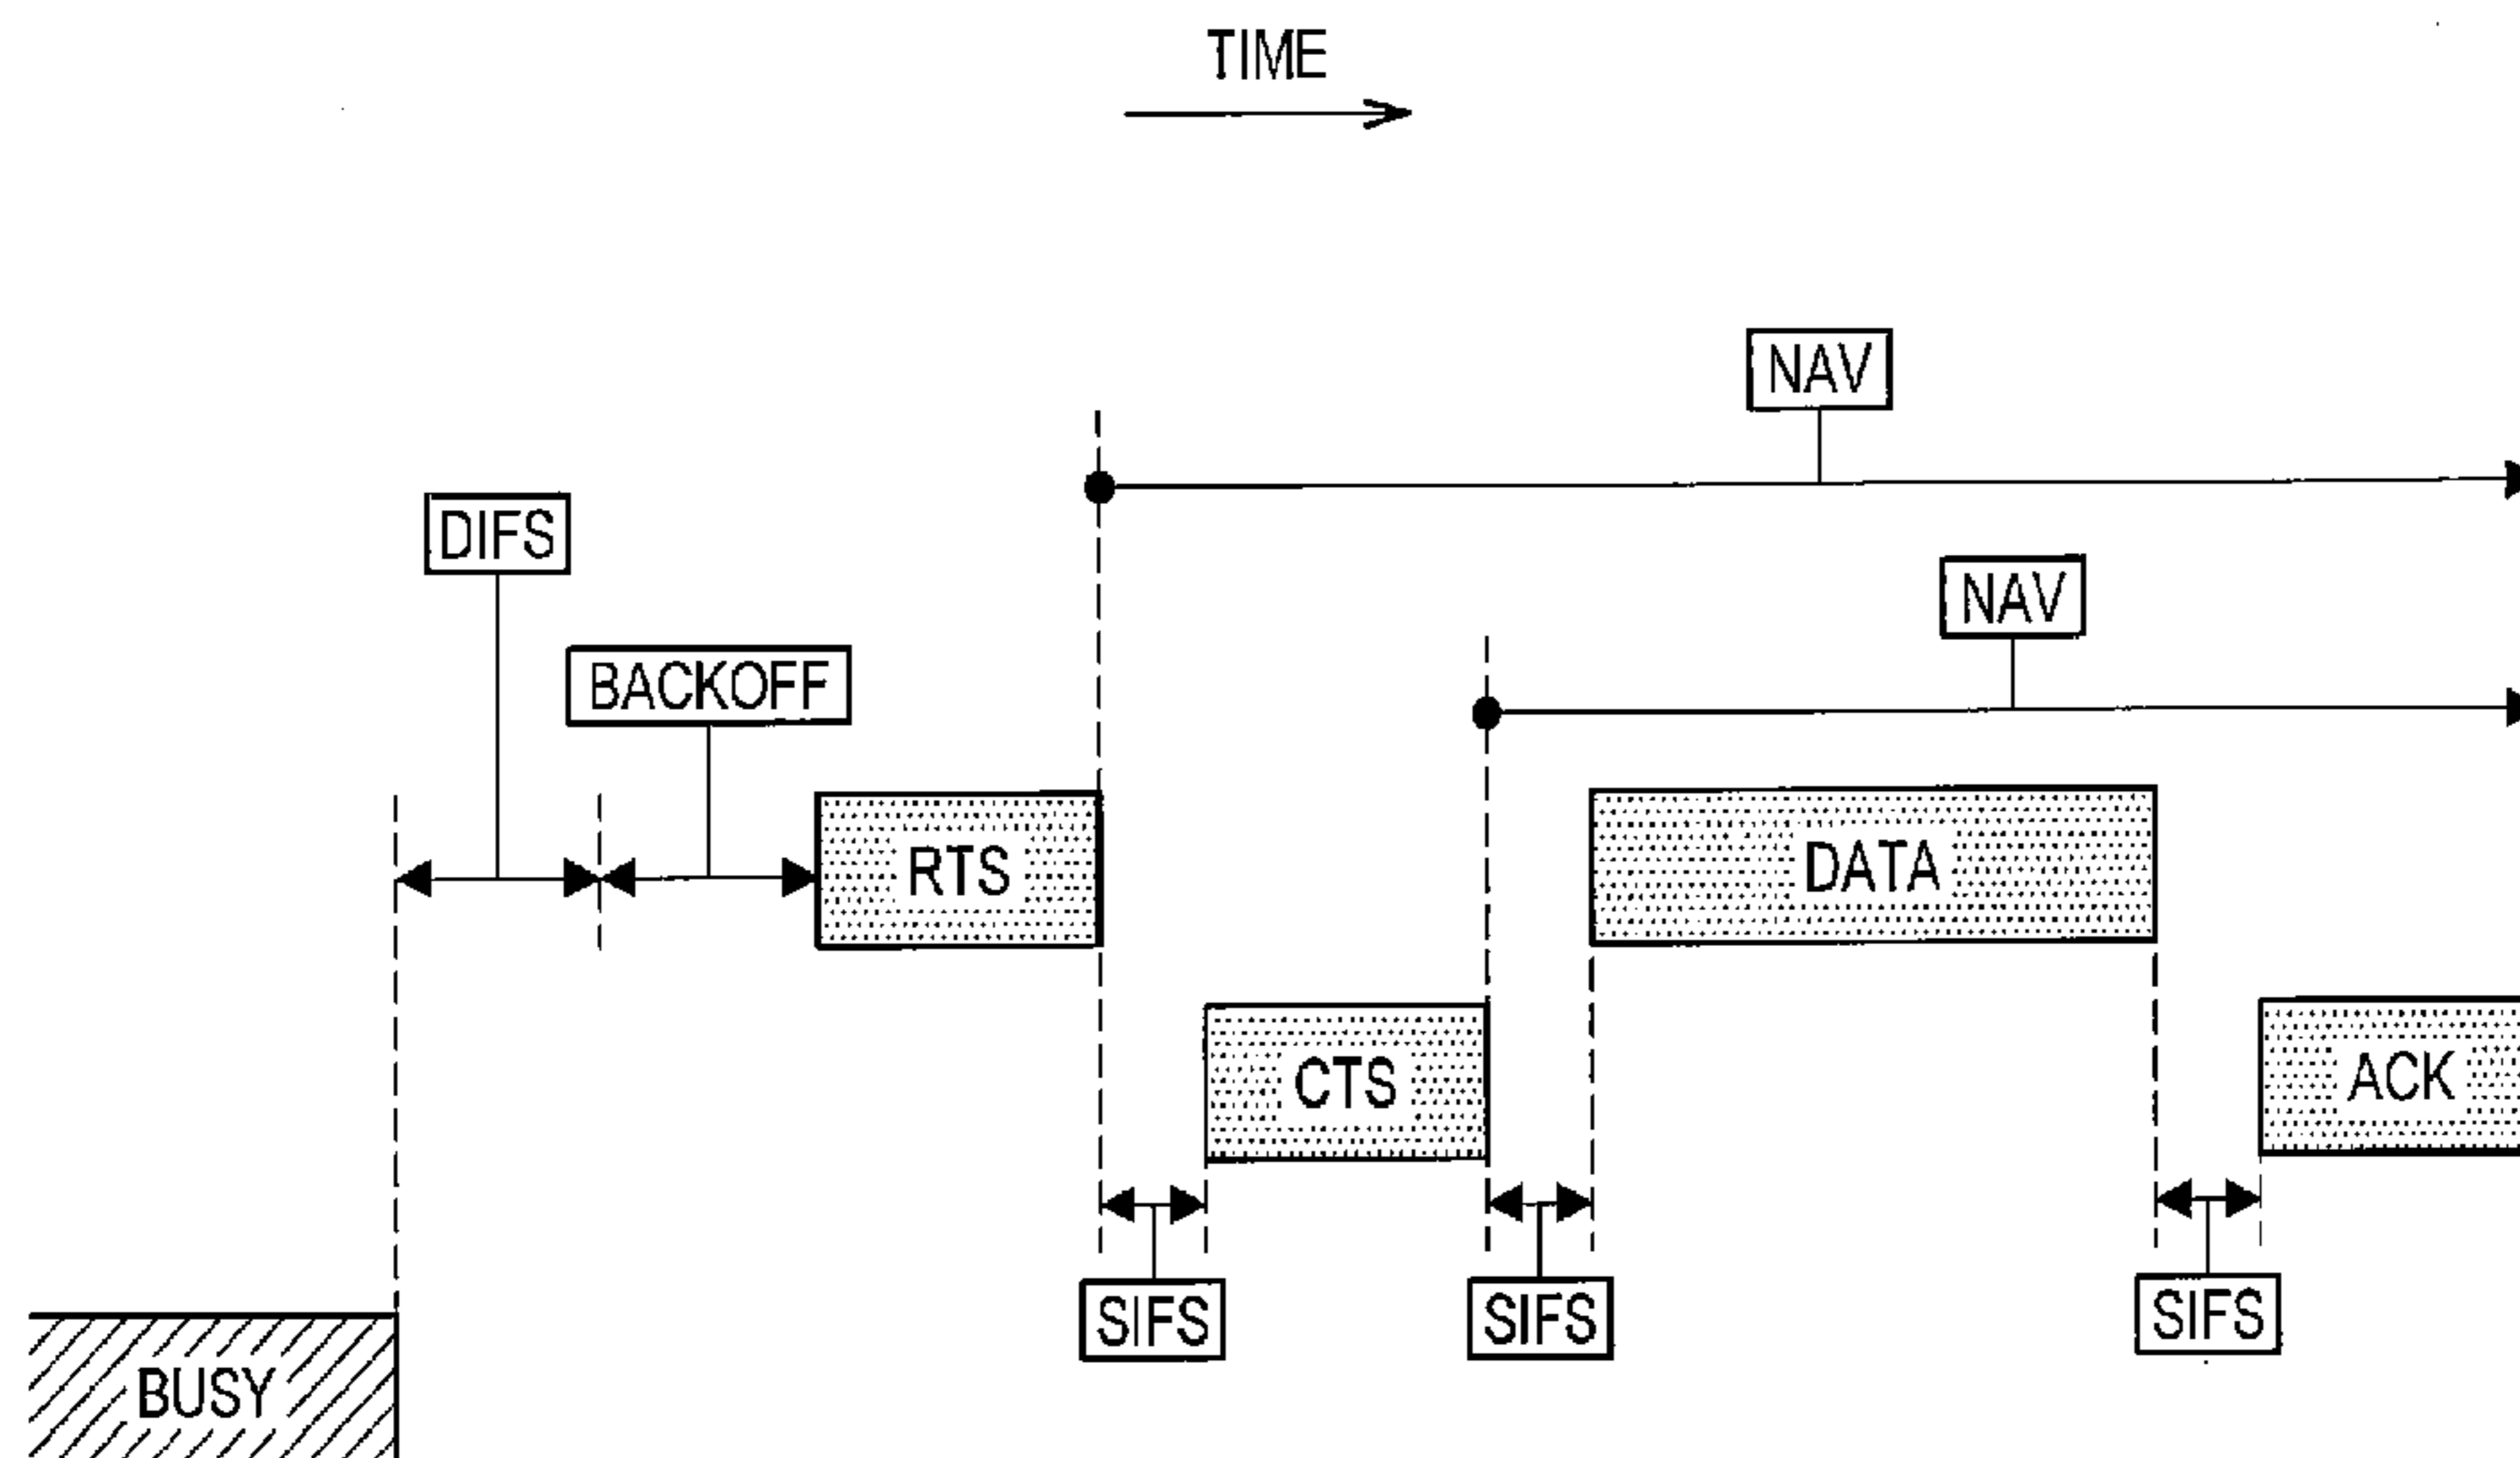 TIME
NAV
DIFS
NAV
BACKOFF
RTS
DATA
CTS
ACK
SIFS
SIFS
SIFS
BUSY